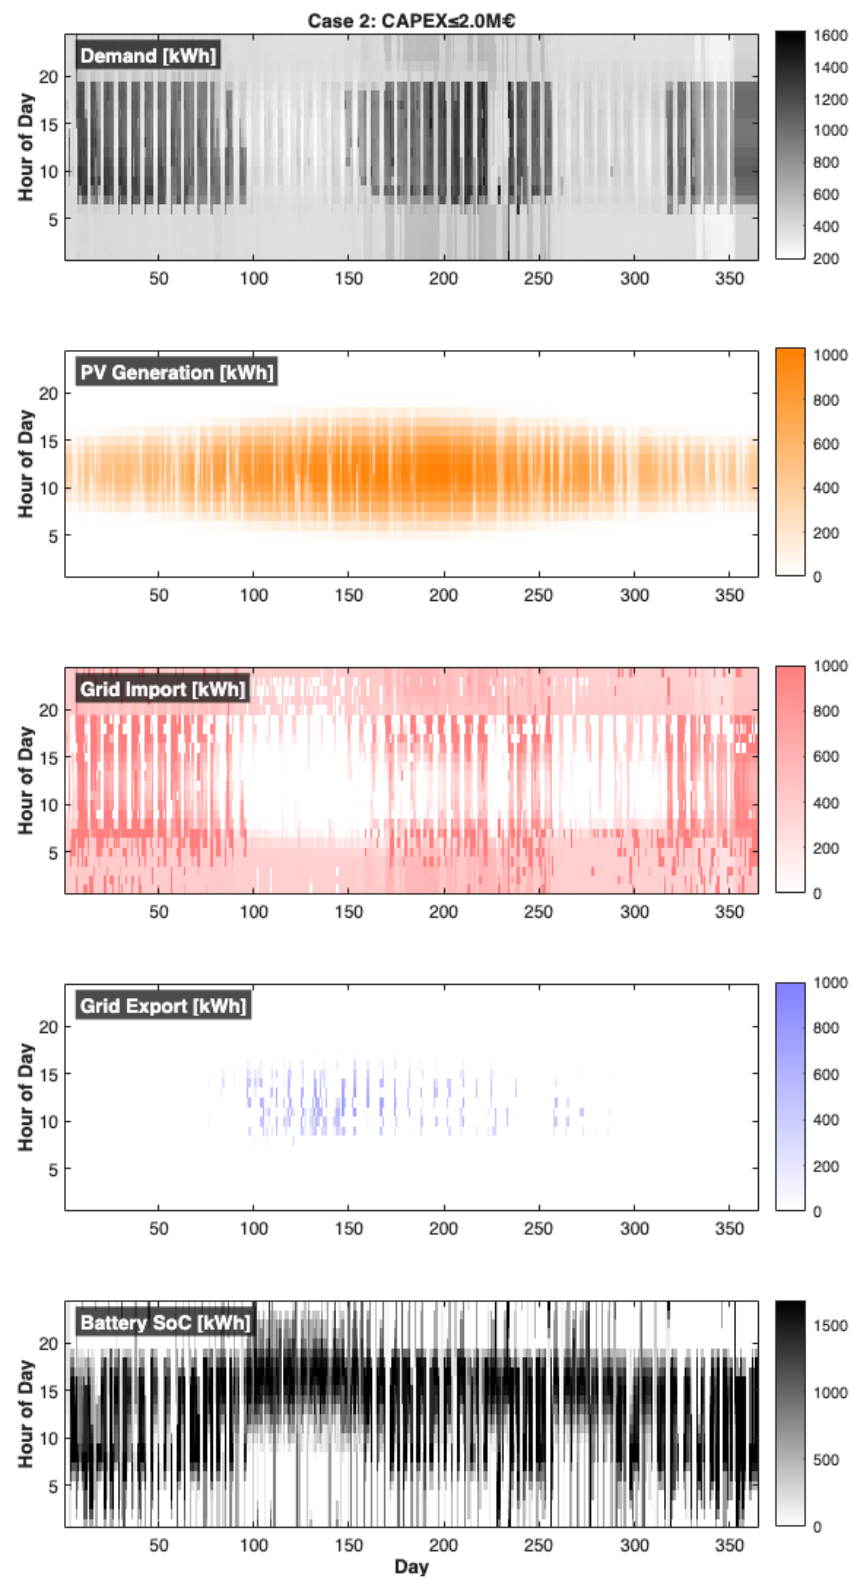 Case 2: CAPEX≤2.0M€
Demand [kWh]
Hour of Day
20
15
10
5
50 100 150 200 250 300 350
1600
1400
1200
1000
800
600
400
200
PV Generation [kWh]
Hour of Day
20
15
10
5
50 100 150 200 250 300 350
1000
800
600
400
200
0
Grid Import [kWh]
Hour of Day
20
15
10
5
50 100 150 200 250 300 350
1000
800
600
400
200
0
Grid Export [kWh]
Hour of Day
20
15
10
5
50 100 150 200 250 300 350
1000
800
600
400
200
0
Battery SoC [kWh]
Hour of Day
20
15
10
5
50 100 150 200 250 300 350
Day
1500
1000
500
0